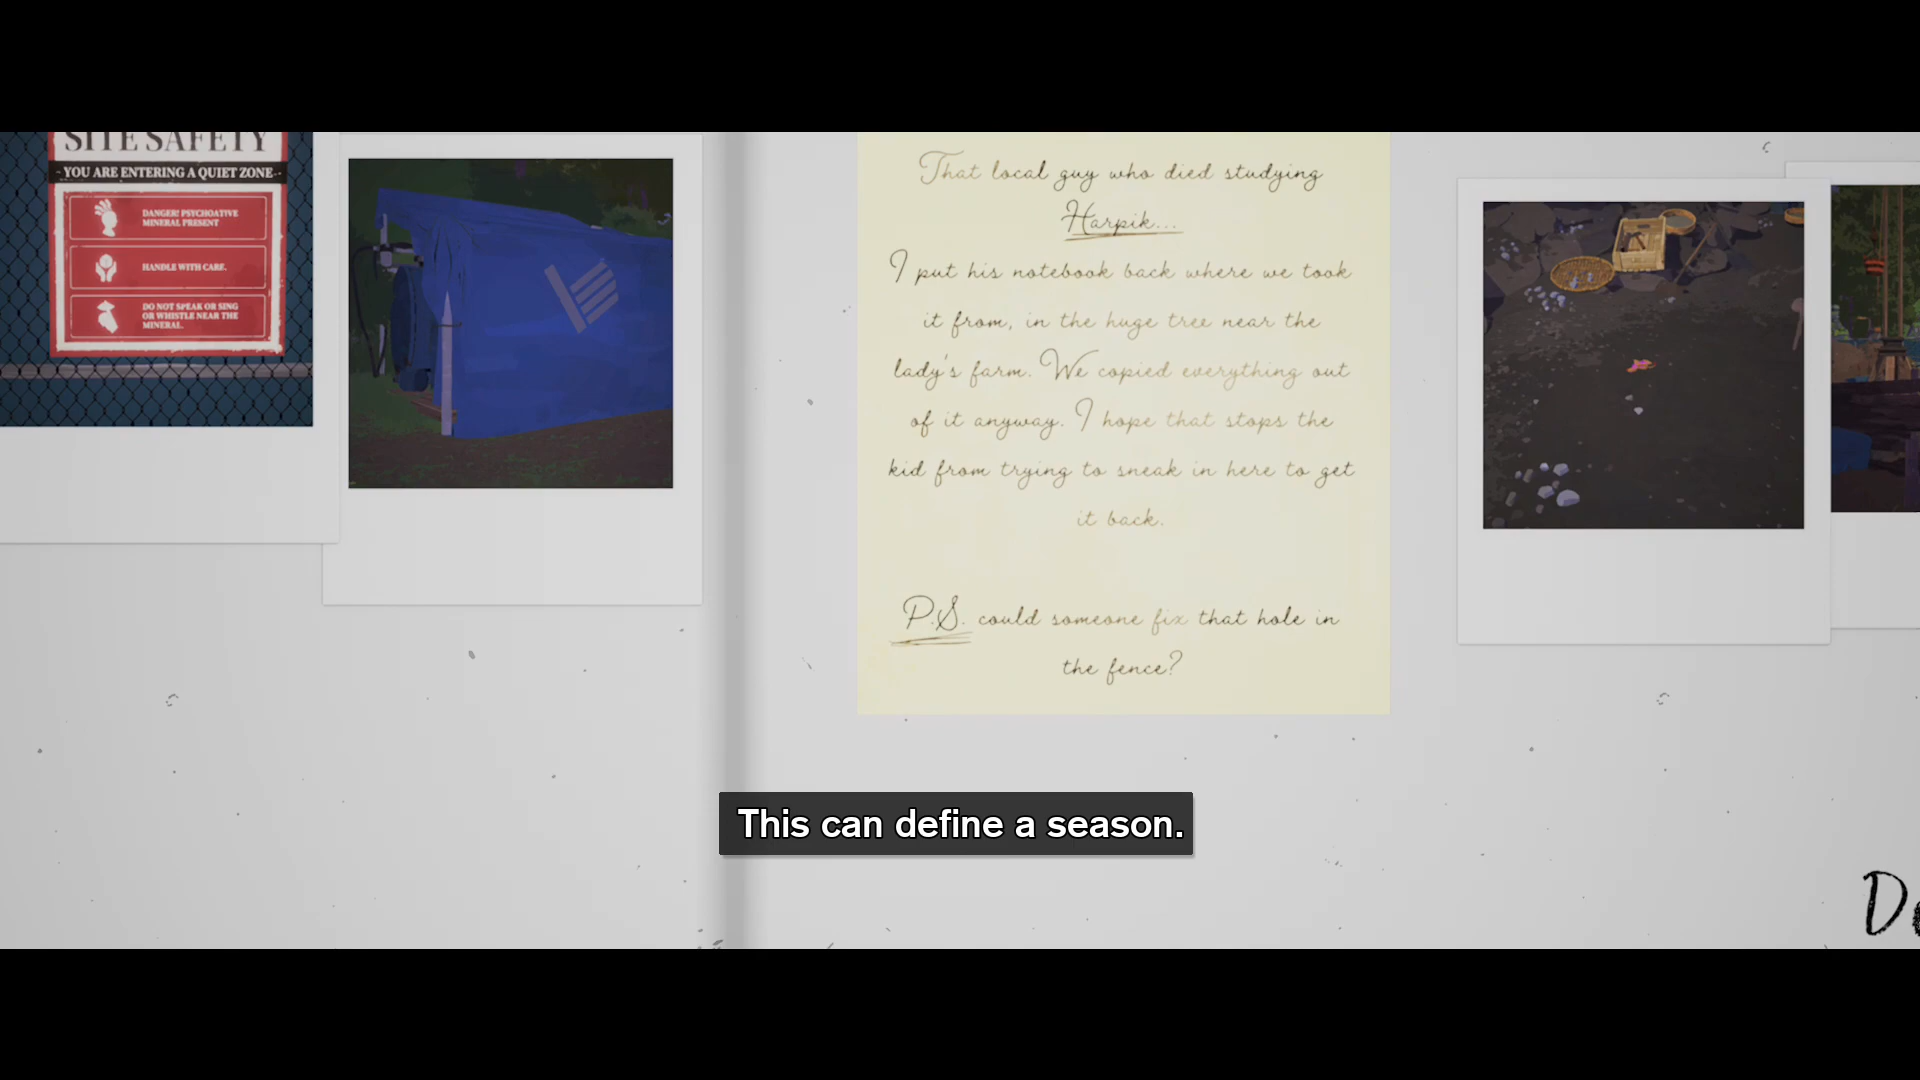 SITE SAFETY
- YOU ARE ENTERING A QUIET ZONE -
DANGER! PSYCHOATIVE
MINERAL PRESENT
HANDLE WITH CARE.
DO NOT SPEAK OR SING
OR WHISTLE NEAR THE
MINERAL.
That local guy who died studying
Harpik...
I put his notebook back where we took
it from, in the huge tree near the
lady's farm. We copied everything out
of it anyway. I hope that stops the
kid from trying to sneak in here to get
it back.
P.S. could someone fix that hole in
the fence?
This can define a season.